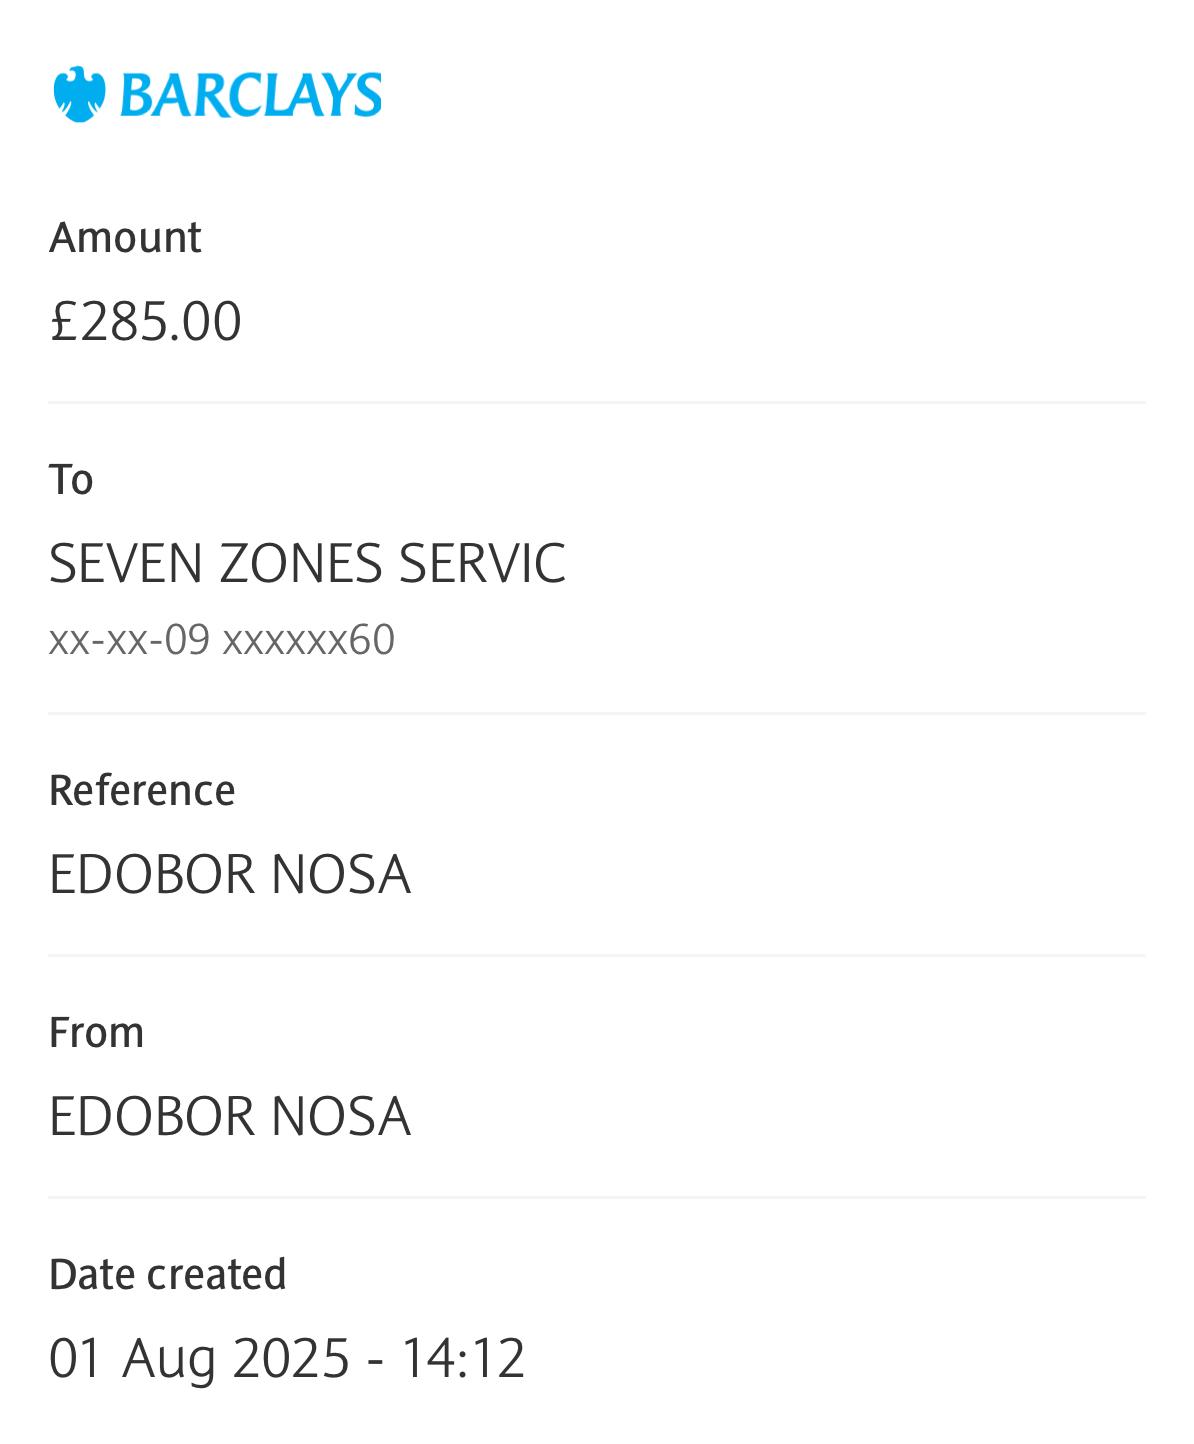 BARCLAYS
Amount
£285.00
To
SEVEN ZONES SERVIC
xx-xx-09 xxxxxx60
Reference
EDOBOR NOSA
From
EDOBOR NOSA
Date created
01 Aug 2025 - 14:12